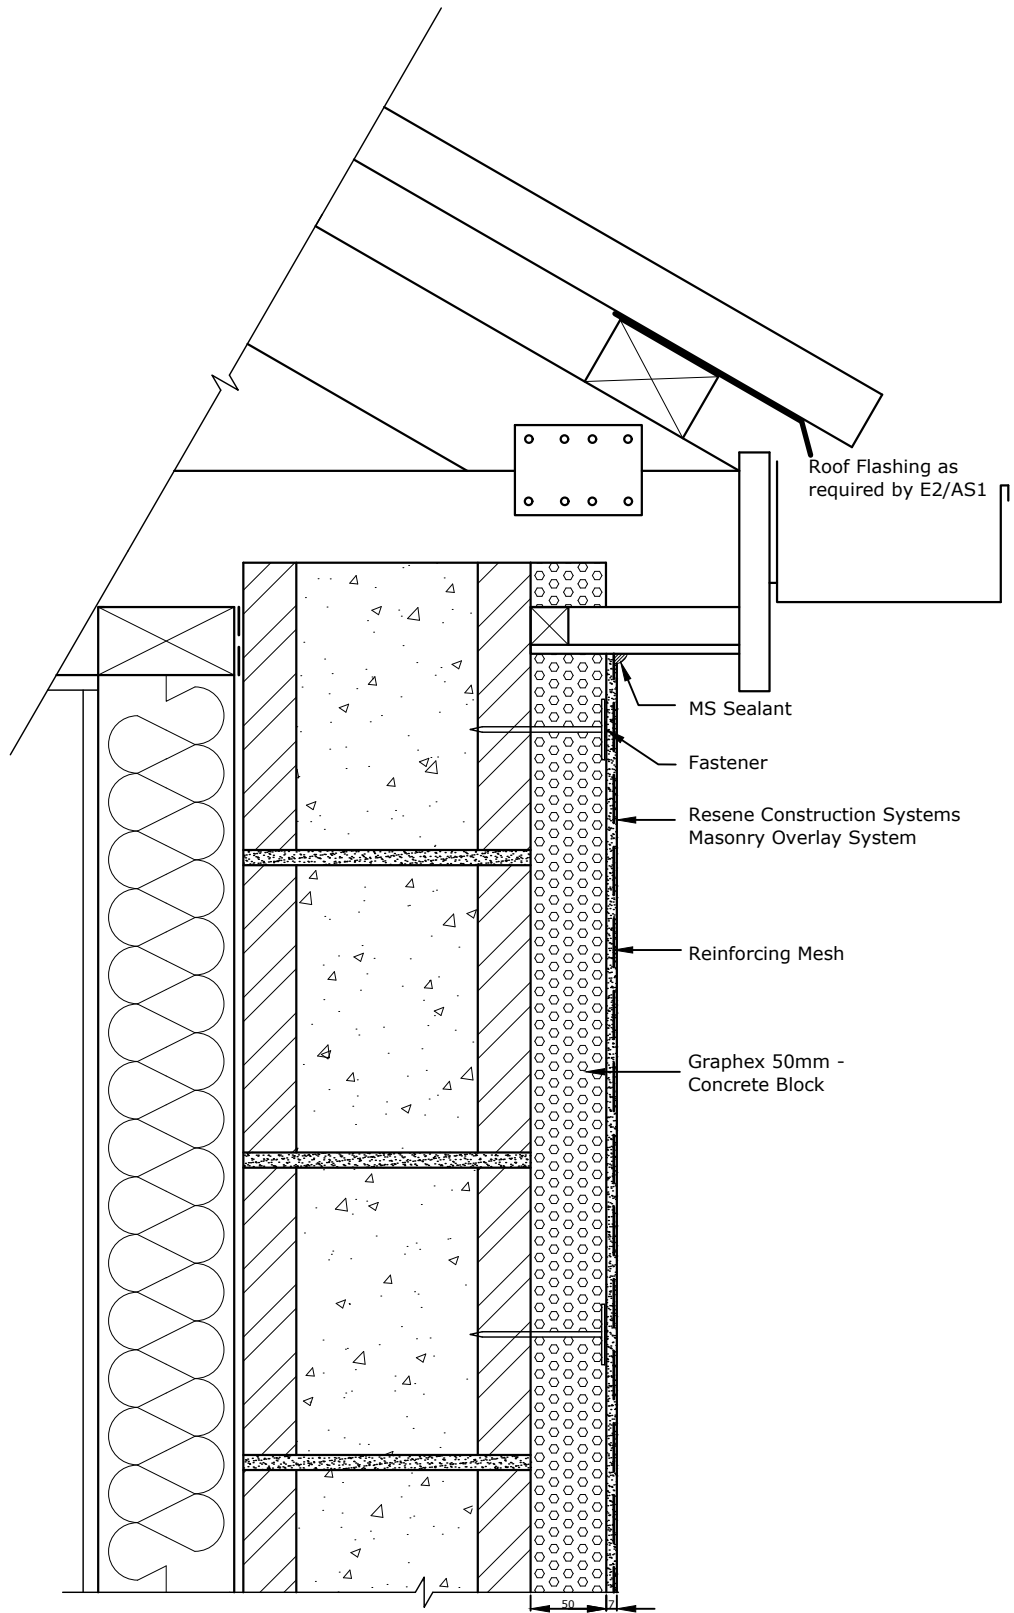 Roof Flashing as
required by E2/AS1
MS Sealant
Fastener
Resene Construction Systems
Masonry Overlay System
Reinforcing Mesh
Graphex 50mm -
Concrete Block
50 7